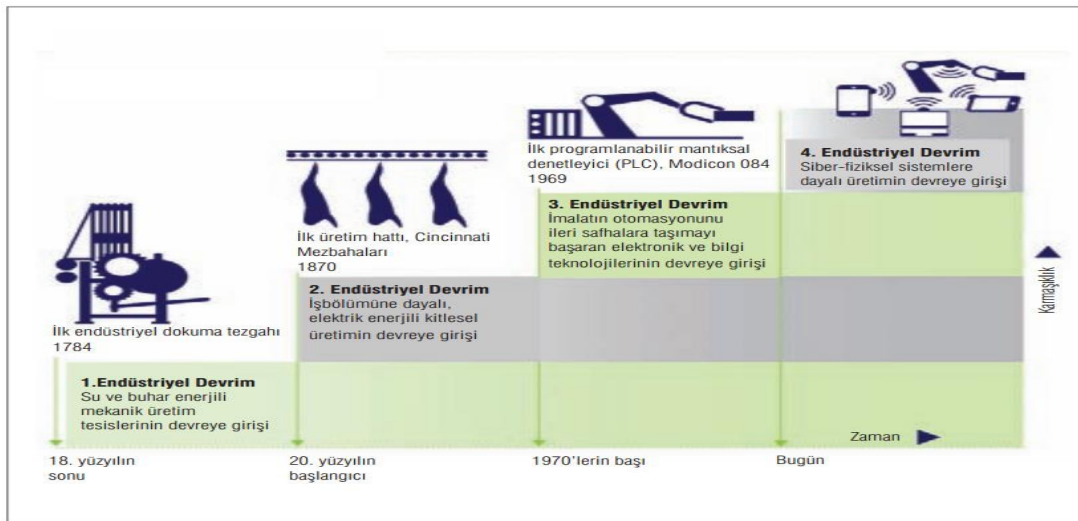 İlk endüstriyel dokuma tezgahı
1784
1.Endüstriyel Devrim
Su ve buhar enerjili
mekanik üretim
tesislerinin devreye girişi
18. yüzyılın
sonu
İlk üretim hattı, Cincinnati
Mezbahaları
1870
2. Endüstriyel Devrim
İşbölümüne dayalı,
elektrik enerjili kitlesel
üretimin devreye girişi
20. yüzyılın
başlangıcı
İlk programlanabilir mantıksal
denetleyici (PLC), Modicon 084
1969
3. Endüstriyel Devrim
İmalatın otomasyonunu
ileri safhalara taşımayı
başaran elektronik ve bilgi
teknolojilerinin devreye girişi
1970'lerin başı
4. Endüstriyel Devrim
Siber-fiziksel sistemlere
dayalı üretimin devreye girişi
Bugün
Zaman
Karmaşıklık